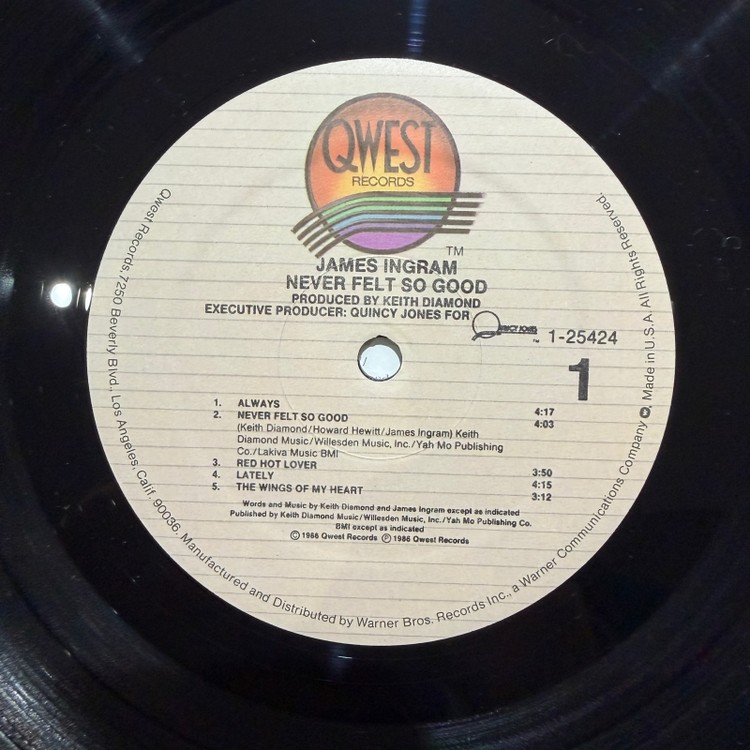 QWEST
RECORDS
TM
JAMES INGRAM
NEVER FELT SO GOOD
PRODUCED BY KEITH DIAMOND
EXECUTIVE PRODUCER: QUINCY JONES FOR QUINCY JONES
1-25424
1
1. ALWAYS 4:17
2. NEVER FELT SO GOOD 4:03
(Keith Diamond/Howard Hewitt/James Ingram) Keith
Diamond Music/Willesden Music, Inc./Yah Mo Publishing
Co./Lakiva Music BMI
3. RED HOT LOVER 3:50
4. LATELY 4:15
5. THE WINGS OF MY HEART 3:12
Words and Music by Keith Diamond and James Ingram except as indicated
Published by Keith Diamond Music/Willesden Music, Inc./Yah Mo Publishing Co.
BMI except as indicated
© 1986 Qwest Records ℗ 1986 Qwest Records
Qwest Records, 7250 Beverly Blvd., Los Angeles, Calif. 90036. Manufactured and Distributed by Warner Bros. Records Inc., a Warner Communications Company. Made in U.S.A. All Rights Reserved.